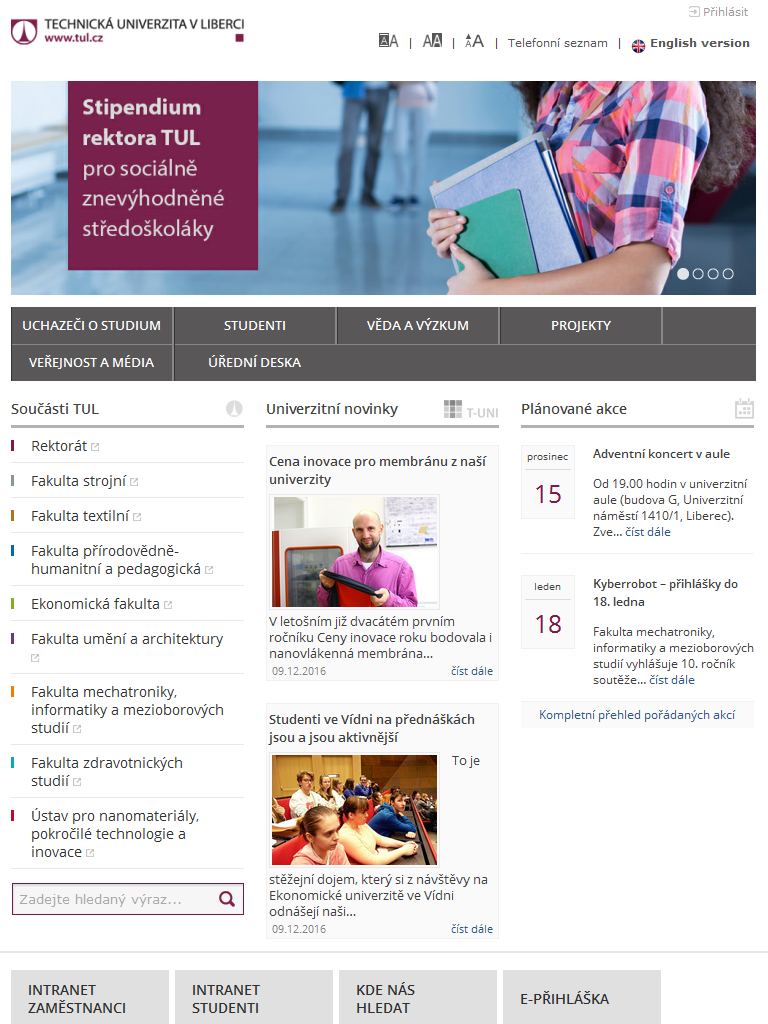 Přihlásit
TECHNICKÁ UNIVERZITA V LIBERCI
www.tul.cz
A | AA | AA | Telefonní seznam | English version
Stipendium
rektora TUL
pro sociálně
znevýhodněné
středoškoláky
UCHAZEČI O STUDIUM
STUDENTI
VĚDA A VÝZKUM
PROJEKTY
VEŘEJNOST A MÉDIA
ÚŘEDNÍ DESKA
Součásti TUL
Rektorát
Fakulta strojní
Fakulta textilní
Fakulta přírodovědně-
humanitní a pedagogická
Ekonomická fakulta
Fakulta umění a architektury
Fakulta mechatroniky,
informatiky a mezioborových
studií
Fakulta zdravotnických
studií
Ústav pro nanomateriály,
pokročilé technologie a
inovace
Zadejte hledaný výraz...
Univerzitní novinky
T-UNI
Cena inovace pro membránu z naší
univerzity
V letošním již dvacátém prvním
ročníku Ceny inovace roku bodovala i
nanovlákenná membrána...
09.12.2016 číst dále
Studenti ve Vídni na přednáškách
jsou a jsou aktivnější
To je
stěžejní dojem, který si z návštěvy na
Ekonomické univerzitě ve Vídni
odnášejí naši...
09.12.2016 číst dále
Plánované akce
prosinec
15
Adventní koncert v aule
Od 19.00 hodin v univerzitní
aule (budova G, Univerzitní
náměstí 1410/1, Liberec).
Zve... číst dále
leden
18
Kyberrobot – přihlášky do
18. ledna
Fakulta mechatroniky,
informatiky a mezioborových
studií vyhlášuje 10. ročník
soutěže... číst dále
Kompletní přehled pořádaných akcí
INTRANET
ZAMĚSTNANCI
INTRANET
STUDENTI
KDE NÁS
HLEDAT
E-PŘIHLÁŠKA